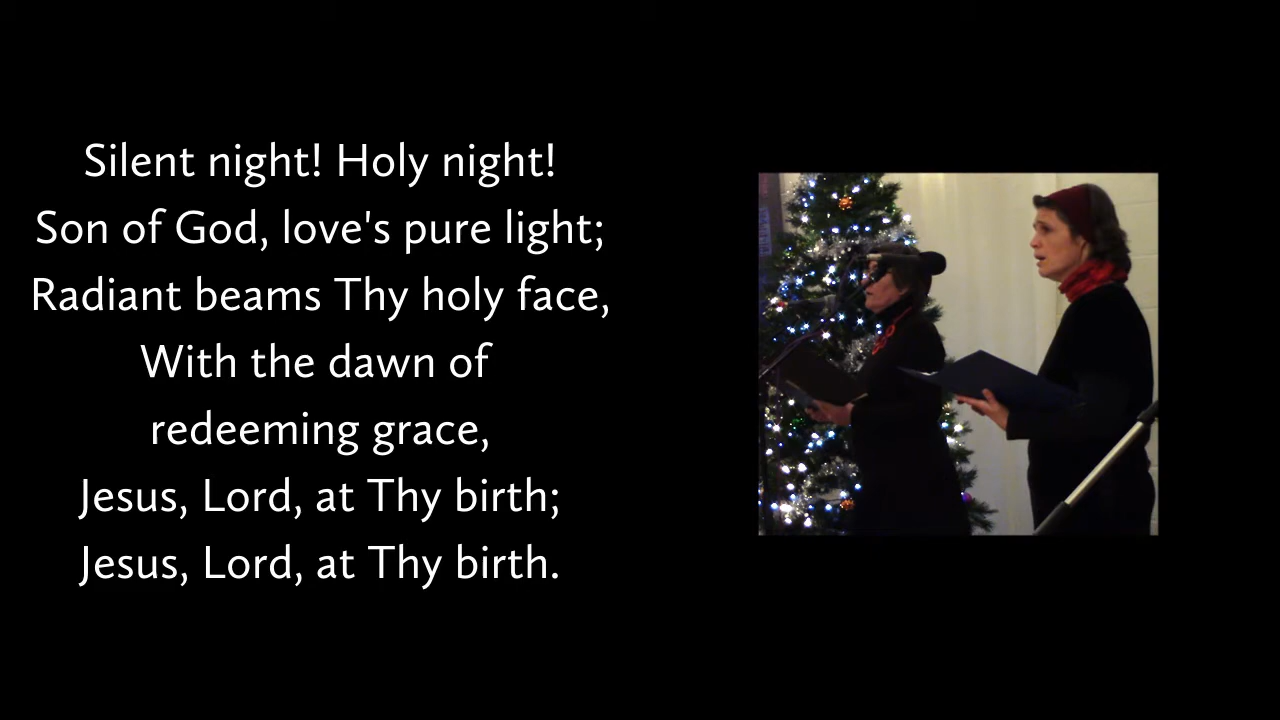 Silent night! Holy night!
Son of God, love's pure light;
Radiant beams Thy holy face,
With the dawn of
redeeming grace,
Jesus, Lord, at Thy birth;
Jesus, Lord, at Thy birth.